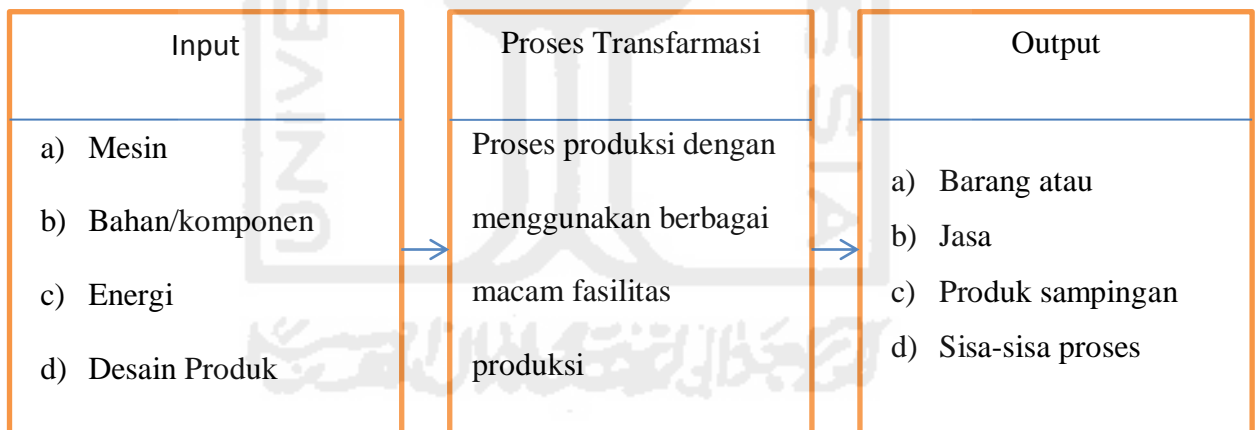 Input
a) Mesin
b) Bahan/komponen
c) Energi
d) Desain Produk
Proses Transfarmasi
Proses produksi dengan
menggunakan berbagai
macam fasilitas
produksi
Output
a) Barang atau
b) Jasa
c) Produk sampingan
d) Sisa-sisa proses